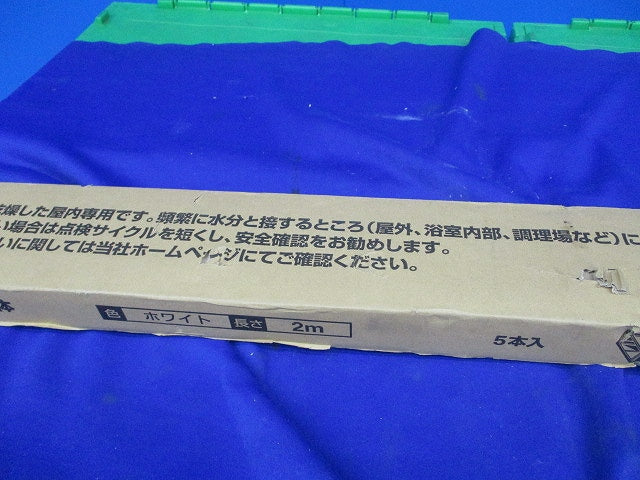 燥した屋内専用です。頻繁に水分と接するところ（屋外、浴室内部、調理場など）に
い場合は点検サイクルを短くし、安全確認をお勧めします。
いに関しては当社ホームページにてご確認ください。
体
色 ホワイト 長さ 2m
5本入